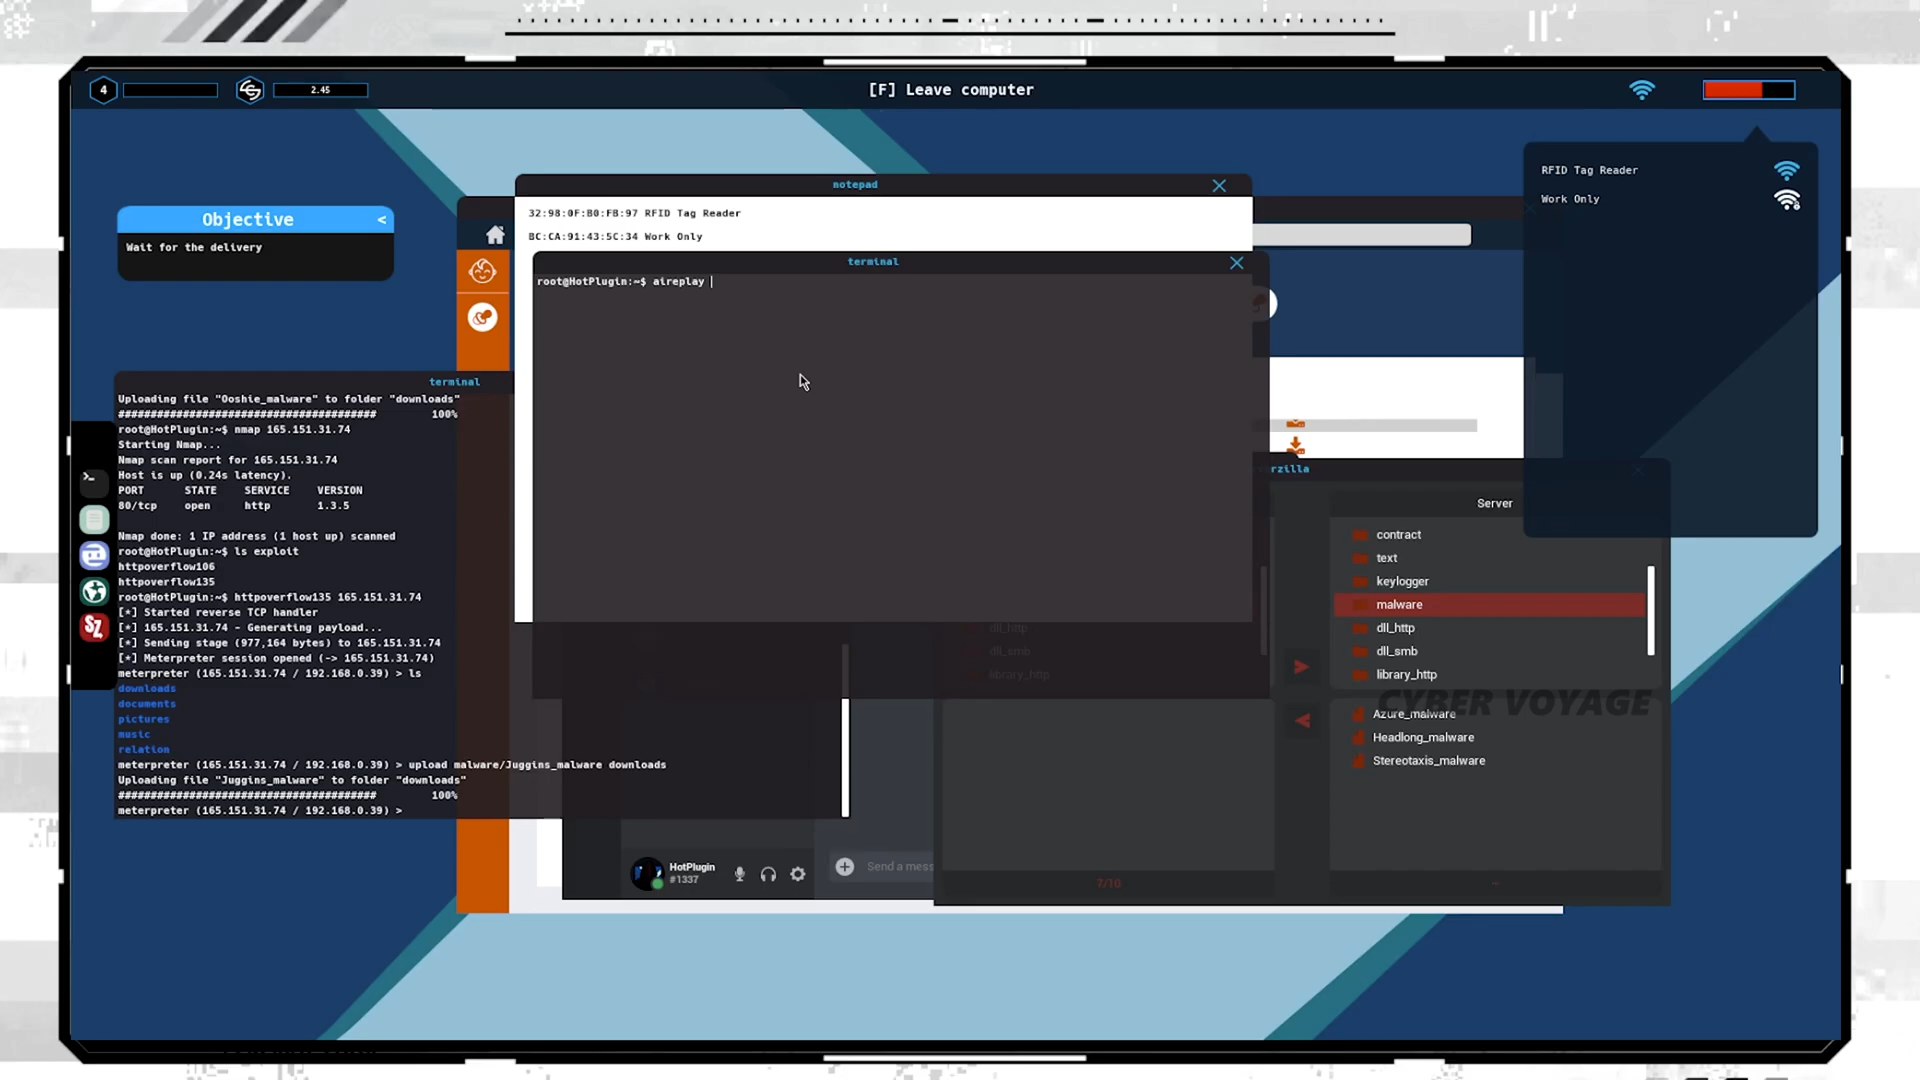 4
2.45
[F] Leave computer
RFID Tag Reader
Work Only
Objective <
Wait for the delivery
notepad
32:98:0F:B0:FB:97 RFID Tag Reader
BC:CA:91:43:5C:34 Work Only
terminal
root@HotPlugin:~$ aireplay
terminal
Uploading file "Ooshie_malware" to folder "downloads"
######################################## 100%
root@HotPlugin:~$ nmap 165.151.31.74
Starting Nmap...
Nmap scan report for 165.151.31.74
Host is up (0.24s latency).
PORT STATE SERVICE VERSION
80/tcp open http 1.3.5
Nmap done: 1 IP address (1 host up) scanned
root@HotPlugin:~$ ls exploit
httpoverflow106
httpoverflow135
root@HotPlugin:~$ httpoverflow135 165.151.31.74
[*] Started reverse TCP handler
[*] 165.151.31.74 - Generating payload...
[*] Sending stage (977,164 bytes) to 165.151.31.74
[*] Meterpreter session opened (-> 165.151.31.74)
meterpreter (165.151.31.74 / 192.168.0.39) > ls
downloads
documents
pictures
music
relation
meterpreter (165.151.31.74 / 192.168.0.39) > upload malware/Juggins_malware downloads
Uploading file "Juggins_malware" to folder "downloads"
######################################## 100%
meterpreter (165.151.31.74 / 192.168.0.39) >
SZ
HotPlugin
#1337
Send a mess
rzilla
Server
contract
text
keylogger
malware
dll_http
dll_smb
library_http
dll_http
dll_smb
library_http
CYBER VOYAGE
Azure_malware
Headlong_malware
Stereotaxis_malware
7/10
-